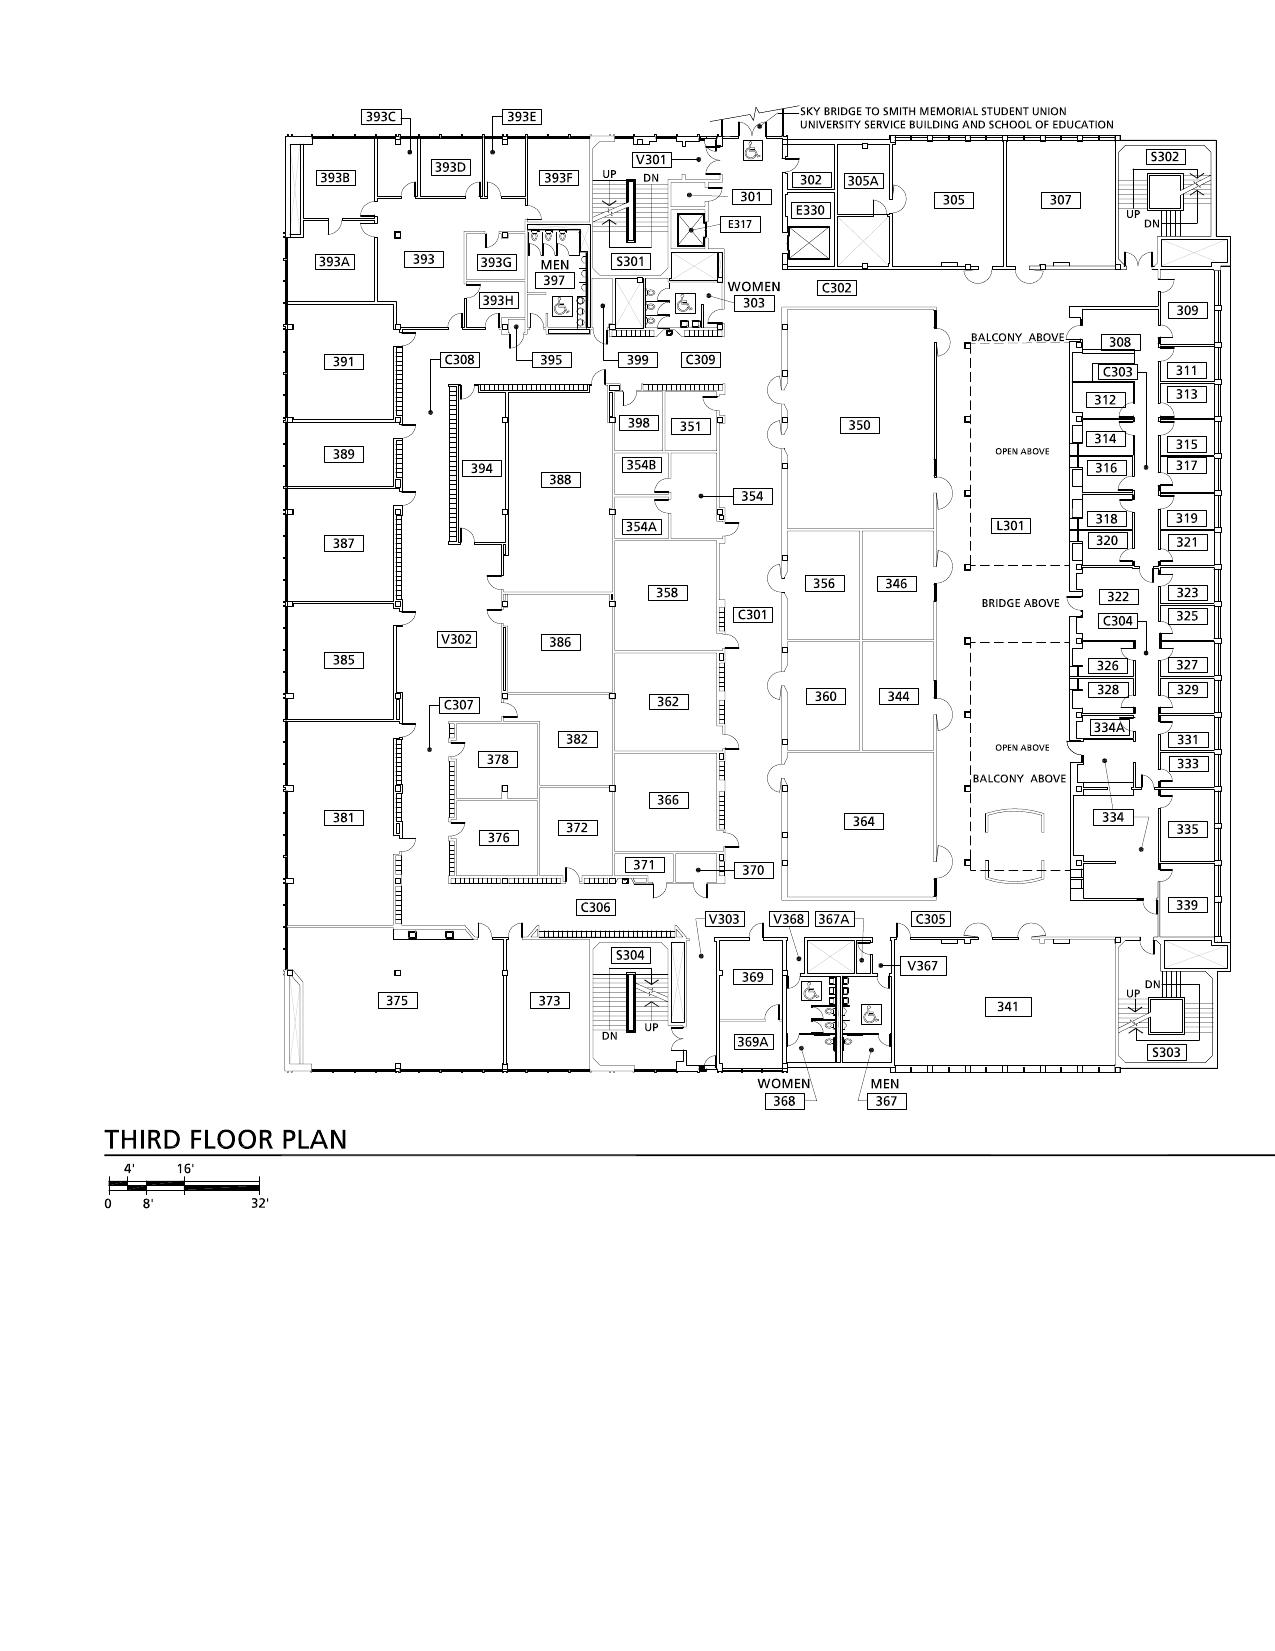 SKY BRIDGE TO SMITH MEMORIAL STUDENT UNION
UNIVERSITY SERVICE BUILDING AND SCHOOL OF EDUCATION
393C
393E
V301
S302
393B
393D
393F
UP
DN
302
305A
301
305
307
E330
E317
UP
DN
393A
393
393G
MEN
397
S301
393H
WOMEN
303
C302
309
391
C308
395
399
C309
BALCONY ABOVE
308
C303
311
312
313
398
351
350
314
315
389
394
354B
388
OPEN ABOVE
316
317
354
387
354A
L301
318
319
320
321
358
356
346
322
323
BRIDGE ABOVE
C301
C304
325
V302
386
385
326
327
362
360
344
328
329
C307
334A
331
382
378
OPEN ABOVE
333
BALCONY ABOVE
366
381
376
372
364
334
335
371
370
C306
339
V303
V368
367A
C305
S304
V367
375
373
369
341
DN
UP
UP
DN
369A
S303
WOMEN
368
MEN
367
THIRD FLOOR PLAN
4'
16'
0
8'
32'